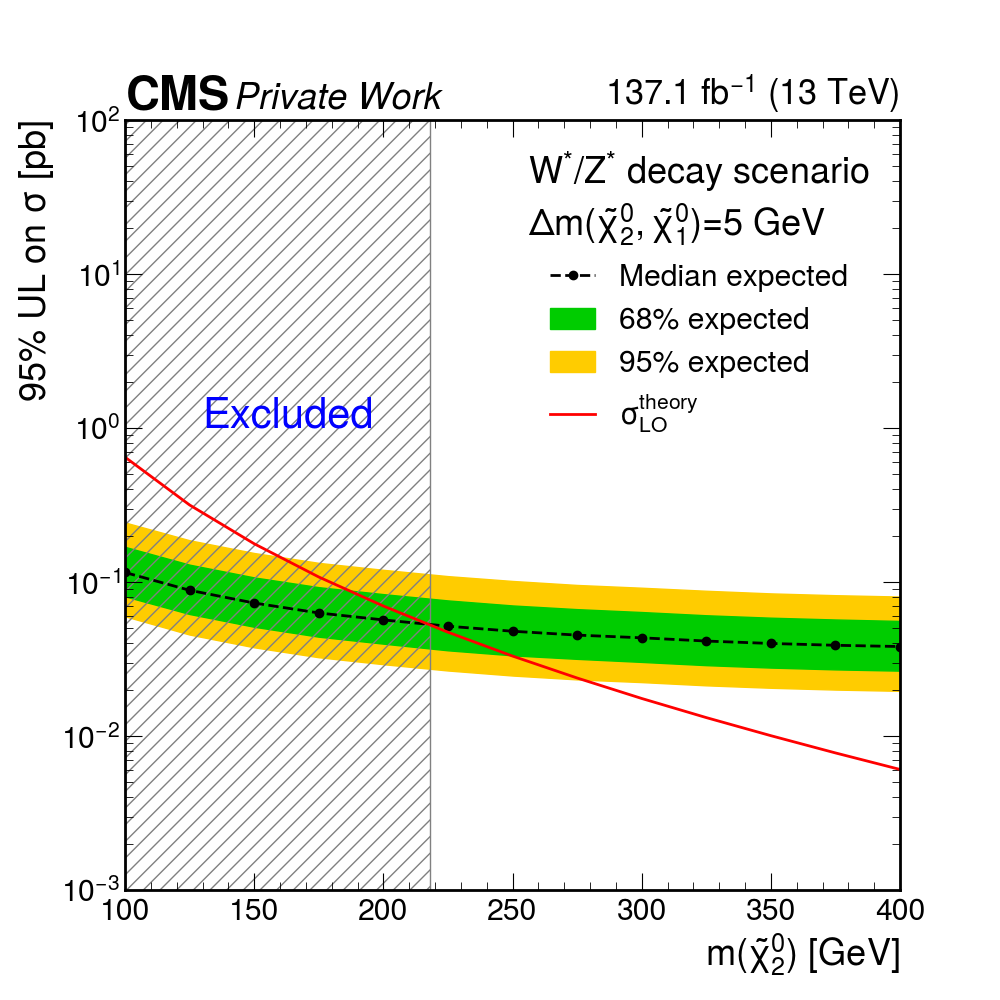 CMS Private Work 137.1 fb⁻¹ (13 TeV)
95% UL on σ [pb]
10²
10¹
10⁰
10⁻¹
10⁻²
10⁻³
W*/Z* decay scenario
Δm(χ̃⁰₂, χ̃⁰₁)=5 GeV
Median expected
68% expected
95% expected
σ^theory_LO
Excluded
100 150 200 250 300 350 400
m(χ̃⁰₂) [GeV]